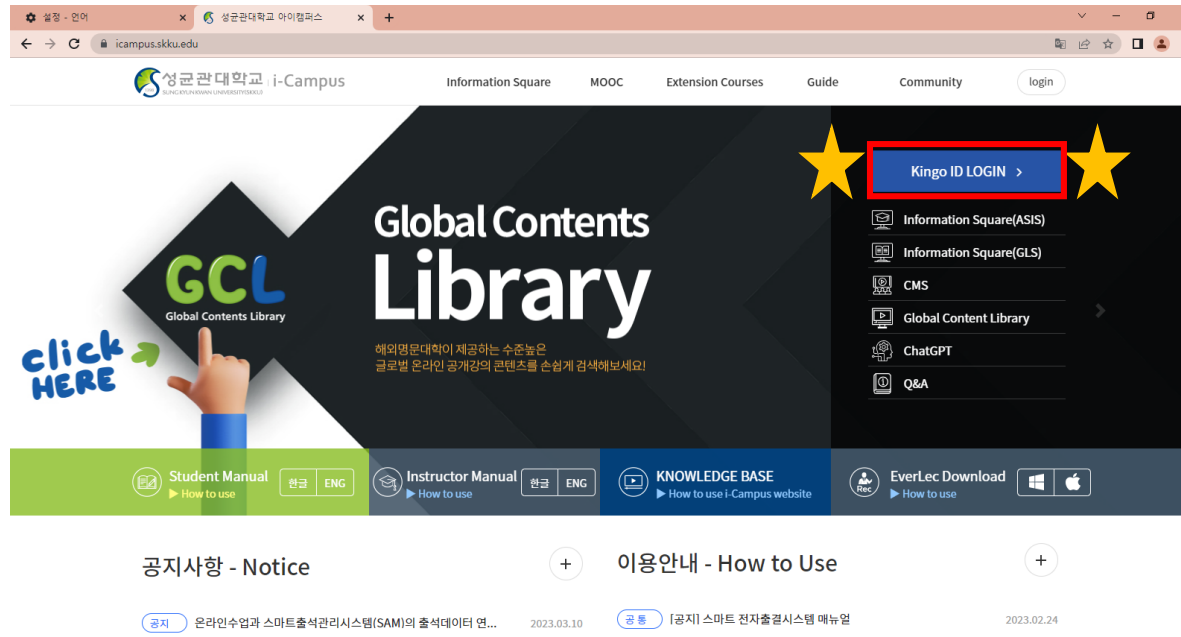 설정 - 언어
성균관대학교 아이캠퍼스
icampus.skku.edu
성균관대학교 i-Campus
SUNGKYUNKWAN UNIVERSITY(SKKU)
Information Square
MOOC
Extension Courses
Guide
Community
login
Kingo ID LOGIN
Information Square(ASIS)
Information Square(GLS)
CMS
Global Content Library
ChatGPT
Q&A
GCL
Global Contents Library
click
HERE
Global Contents
Library
해외명문대학이 제공하는 수준높은
글로벌 온라인 공개강의 콘텐츠를 손쉽게 검색해보세요!
Student Manual
How to use
한글 ENG
Instructor Manual
How to use
한글 ENG
KNOWLEDGE BASE
How to use i-Campus website
Rec
EverLec Download
How to use
공지사항 - Notice
공지 온라인수업과 스마트출석관리시스템(SAM)의 출석데이터 연... 2023.03.10
이용안내 - How to Use
공통 [공지] 스마트 전자출결시스템 매뉴얼 2023.02.24